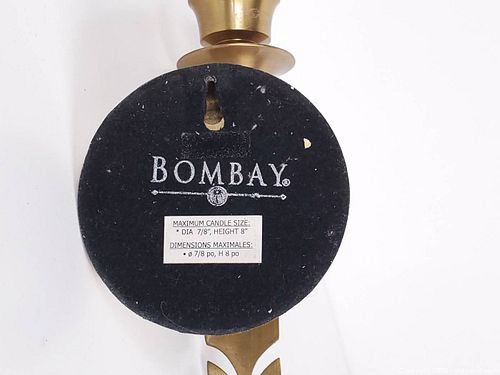 BOMBAY®
MAXIMUM CANDLE SIZE:
* DIA 7/8", HEIGHT 8"
DIMENSIONS MAXIMALES:
• ø 7/8 po, H 8 po